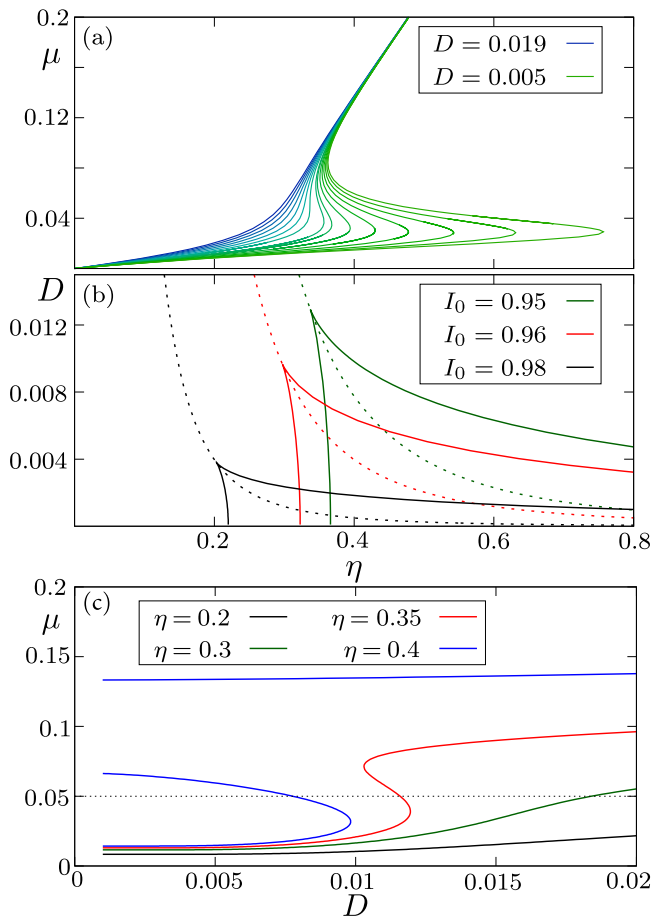 0.2
(a)
D = 0.019
μ
D = 0.005
0.12
0.04
D
(b)
I₀ = 0.95
0.012
I₀ = 0.96
0.008
I₀ = 0.98
0.004
0.2 0.4 0.6 0.8
η
0.2
(c)
μ
η = 0.2 η = 0.35
η = 0.3 η = 0.4
0.15
0.1
0.05
0
0 0.005 0.01 0.015 0.02
D